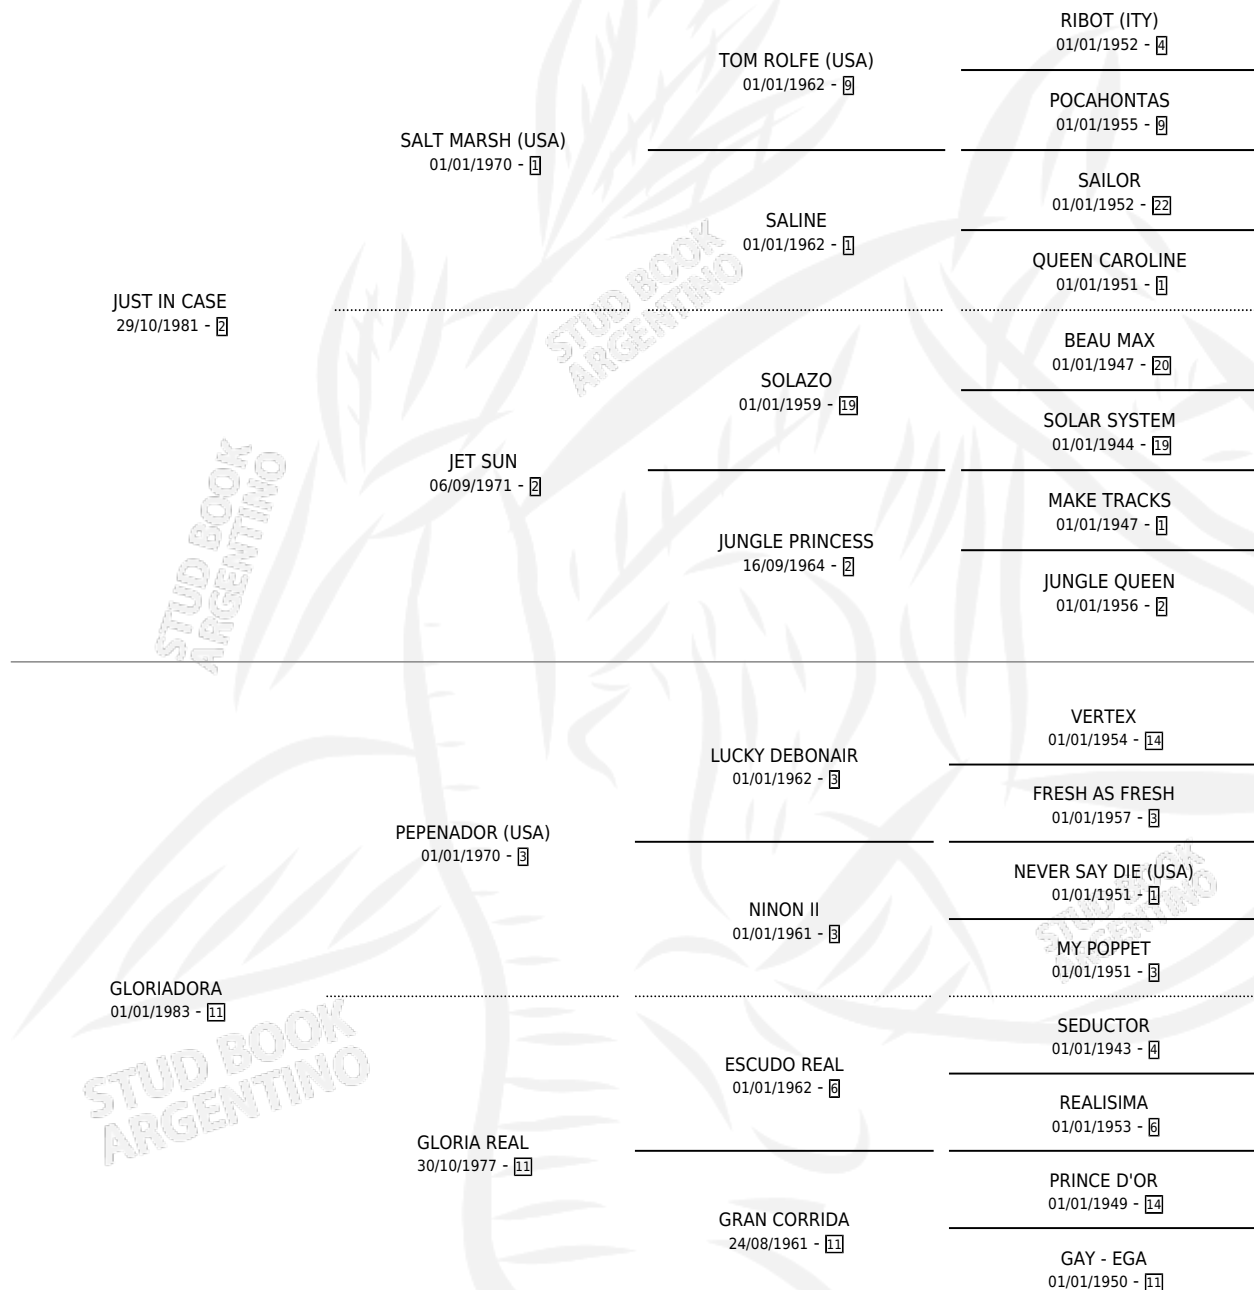 RIBOT (ITY)
01/01/1952 - 4
TOM ROLFE (USA)
01/01/1962 - 9
POCAHONTAS
01/01/1955 - 9
SALT MARSH (USA)
01/01/1970 - 1
SAILOR
01/01/1952 - 22
SALINE
01/01/1962 - 1
QUEEN CAROLINE
01/01/1951 - 1
JUST IN CASE
29/10/1981 - 2
BEAU MAX
01/01/1947 - 20
SOLAZO
01/01/1959 - 19
SOLAR SYSTEM
01/01/1944 - 19
JET SUN
06/09/1971 - 2
MAKE TRACKS
01/01/1947 - 1
JUNGLE PRINCESS
16/09/1964 - 2
JUNGLE QUEEN
01/01/1956 - 2
VERTEX
01/01/1954 - 14
LUCKY DEBONAIR
01/01/1962 - 3
FRESH AS FRESH
01/01/1957 - 3
PEPENADOR (USA)
01/01/1970 - 3
NEVER SAY DIE (USA)
01/01/1951 - 1
NINON II
01/01/1961 - 3
MY POPPET
01/01/1951 - 3
GLORIADORA
01/01/1983 - 11
SEDUCTOR
01/01/1943 - 4
ESCUDO REAL
01/01/1962 - 6
REALISIMA
01/01/1953 - 6
GLORIA REAL
30/10/1977 - 11
PRINCE D'OR
01/01/1949 - 14
GRAN CORRIDA
24/08/1961 - 11
GAY - EGA
01/01/1950 - 11
STUD BOOK
ARGENTINO
STUD BOOK
ARGENTINO
STUD BOOK
ARGENTINO
STUD BOOK
ARGENTINO